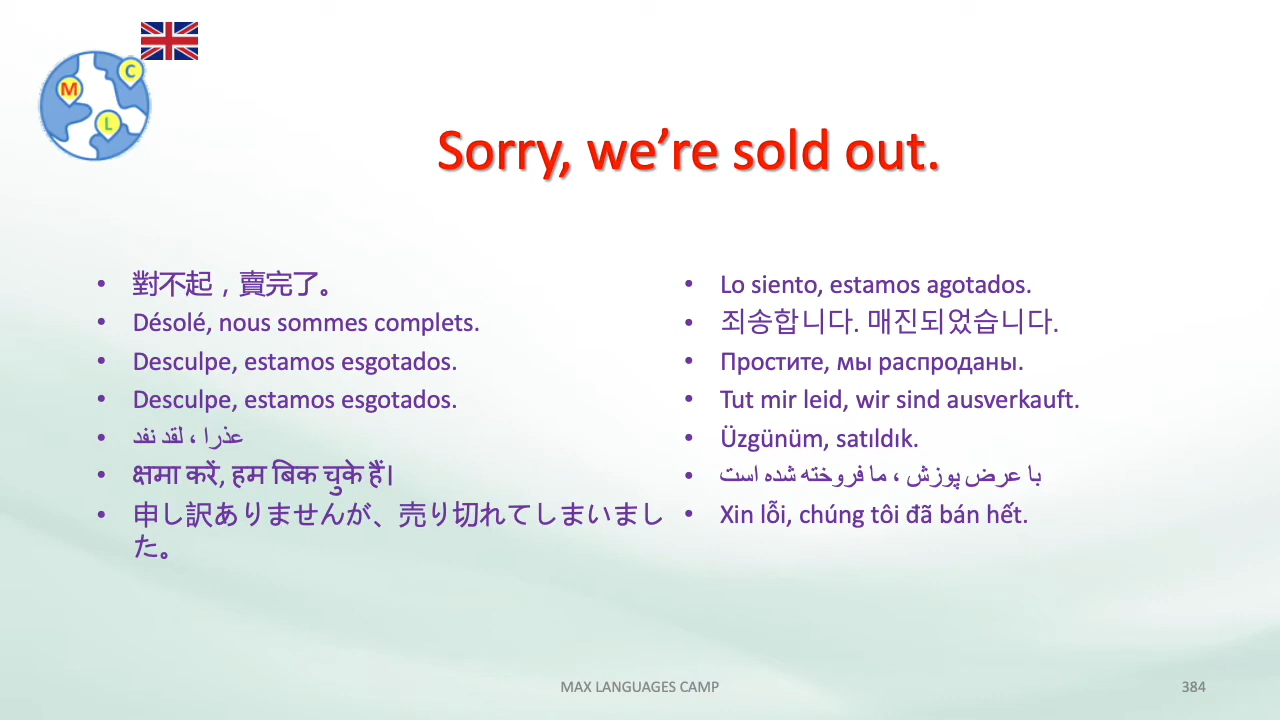 C
M
L
Sorry, we’re sold out.
• 對不起，賣完了。
• Désolé, nous sommes complets.
• Desculpe, estamos esgotados.
• Desculpe, estamos esgotados.
• عذرا ، لقد نفد
• क्षमा करें, हम बिक चुके हैं।
• 申し訳ありませんが、売り切れてしまいまし
た。
• Lo siento, estamos agotados.
• 죄송합니다. 매진되었습니다.
• Простите, мы распроданы.
• Tut mir leid, wir sind ausverkauft.
• Üzgünüm, satıldık.
• با عرض پوزش ، ما فروخته شده است
• Xin lỗi, chúng tôi đã bán hết.
MAX LANGUAGES CAMP
384